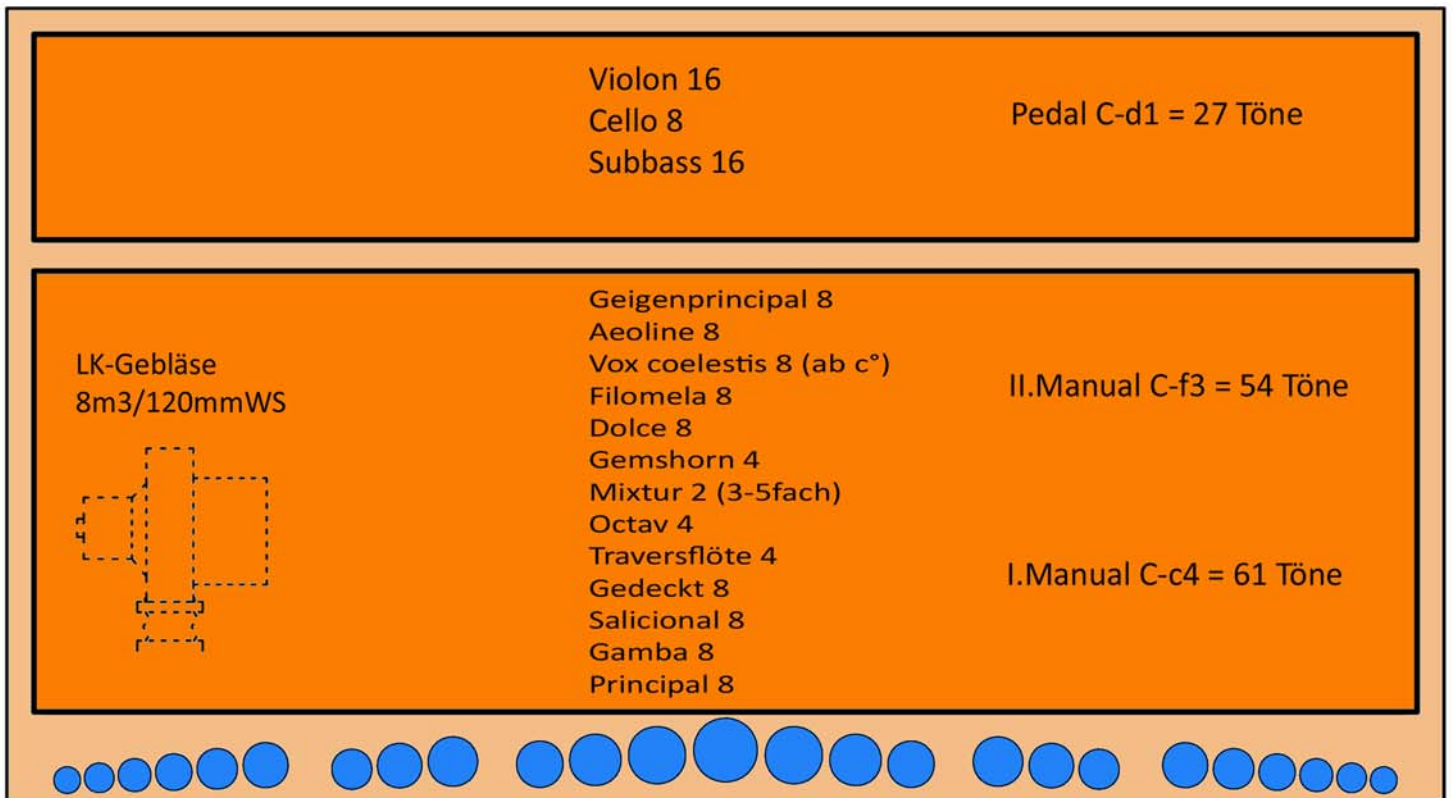 Violon 16
Cello 8
Subbass 16
Pedal C-d1 = 27 Töne
LK-Gebläse
8m3/120mmWS
Geigenprincipal 8
Aeoline 8
Vox coelestis 8 (ab c°)
Filomela 8
Dolce 8
Gemshorn 4
Mixtur 2 (3-5fach)
Octav 4
Traversflöte 4
Gedeckt 8
Salicional 8
Gamba 8
Principal 8
II.Manual C-f3 = 54 Töne
I.Manual C-c4 = 61 Töne